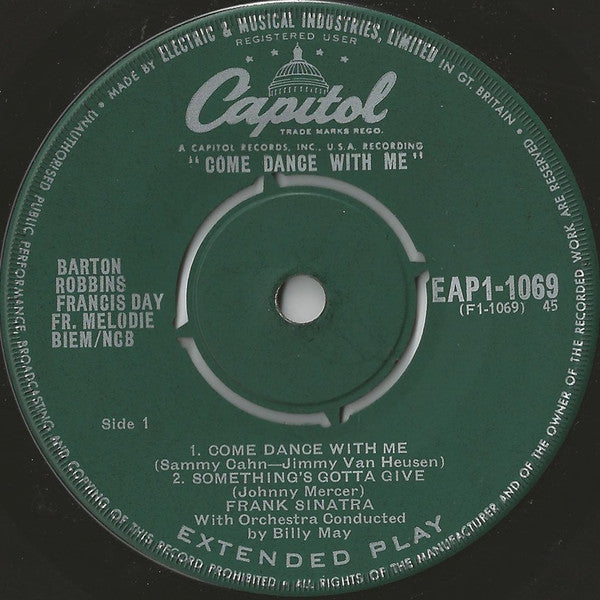 MADE BY ELECTRIC & MUSICAL INDUSTRIES, LIMITED IN GT. BRITAIN • ALL RIGHTS OF THE MANUFACTURER AND OF THE OWNER OF THE RECORDED WORK ARE RESERVED • UNAUTHORISED PUBLIC PERFORMANCE, BROADCASTING AND COPYING OF THIS RECORD PROHIBITED •
REGISTERED USER
Capitol
TRADE MARKS REGD.
A CAPITOL RECORDS, INC., U.S.A. RECORDING
"COME DANCE WITH ME"
BARTON
ROBBINS
FRANCIS DAY
FR. MELODIE
BIEM/NCB
EAP1-1069
(F1-1069) 45
Side 1
1. COME DANCE WITH ME
(Sammy Cahn—Jimmy Van Heusen)
2. SOMETHING'S GOTTA GIVE
(Johnny Mercer)
FRANK SINATRA
With Orchestra Conducted
by Billy May
EXTENDED PLAY